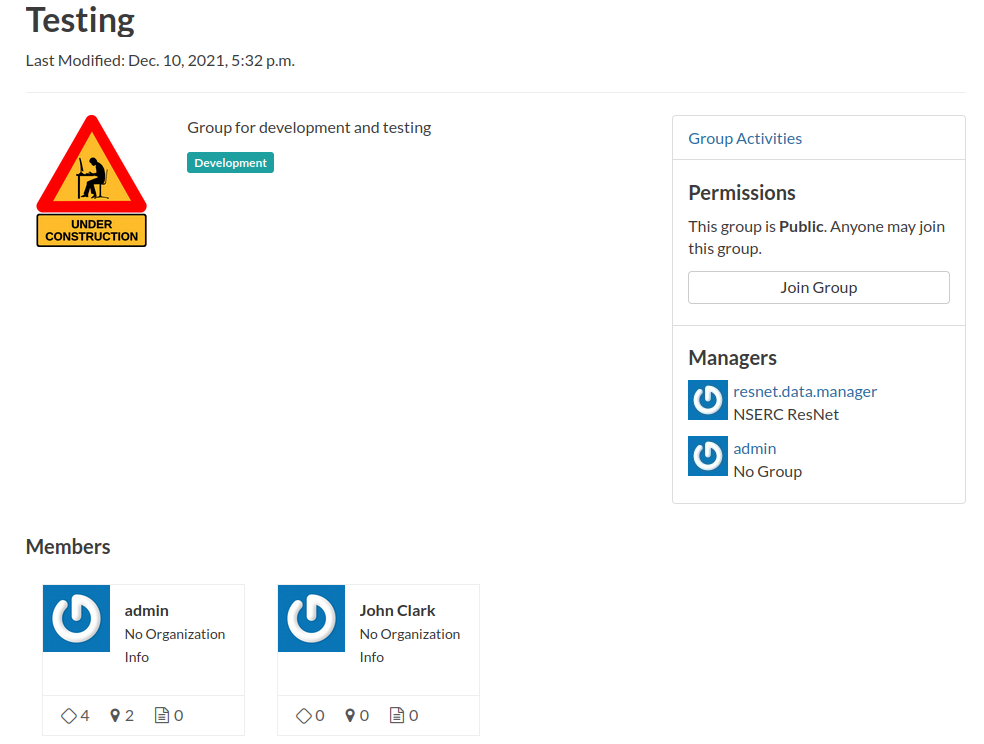 Testing
Last Modified: Dec. 10, 2021, 5:32 p.m.
UNDER
CONSTRUCTION
Group for development and testing
Development
Group Activities
Permissions
This group is Public. Anyone may join
this group.
Join Group
Managers
resnet.data.manager
NSERC ResNet
admin
No Group
Members
admin
No Organization
Info
4 2 0
John Clark
No Organization
Info
0 0 0